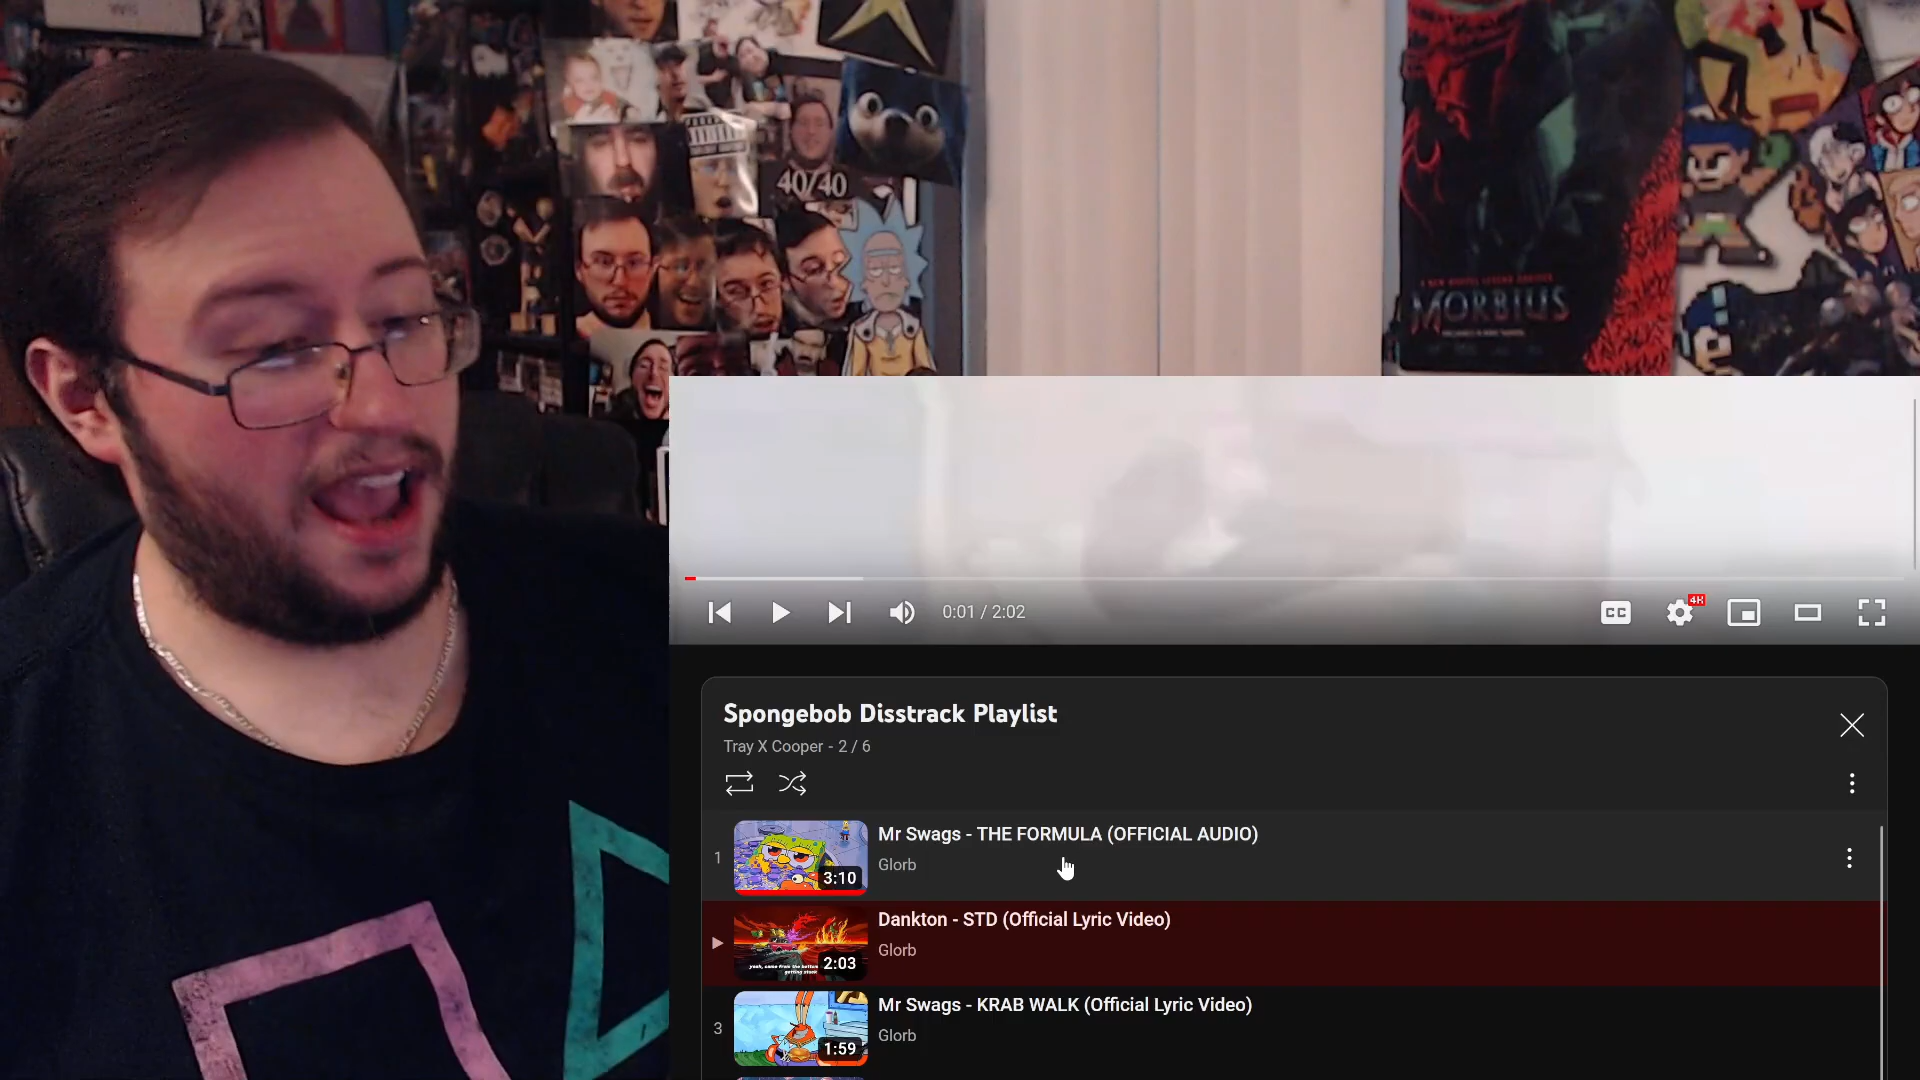 40/40
MORBIUS
4K
CC
0:01 / 2:02
Spongebob Disstrack Playlist
Tray X Cooper - 2 / 6
1
Mr Swags - THE FORMULA (OFFICIAL AUDIO)
Glorb
3:10
Dankton - STD (Official Lyric Video)
Glorb
2:03
3
Mr Swags - KRAB WALK (Official Lyric Video)
Glorb
1:59